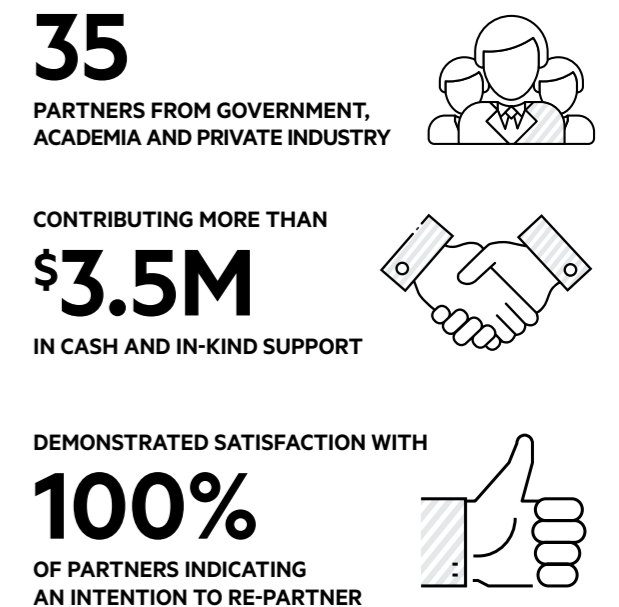 35
PARTNERS FROM GOVERNMENT,
ACADEMIA AND PRIVATE INDUSTRY
CONTRIBUTING MORE THAN
$3.5M
IN CASH AND IN-KIND SUPPORT
DEMONSTRATED SATISFACTION WITH
100%
OF PARTNERS INDICATING
AN INTENTION TO RE-PARTNER